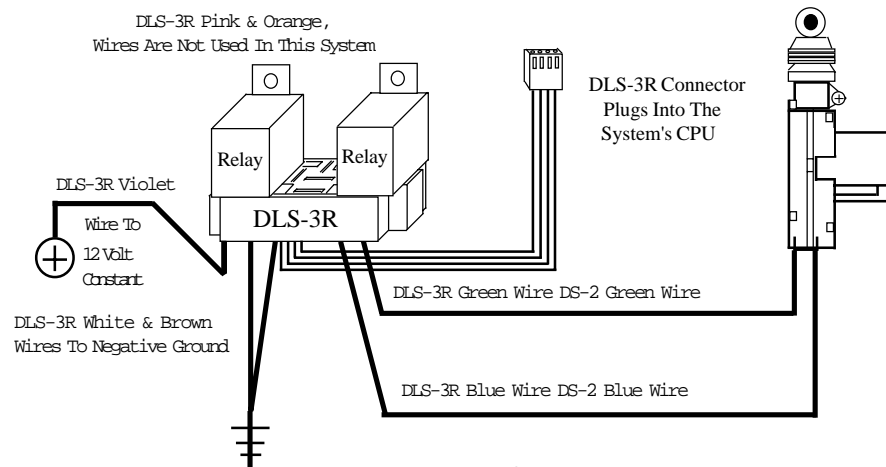 DLS-3R Pink & Orange,
Wires Are Not Used In This System
DLS-3R Connector
Plugs Into The
System's CPU
Relay
Relay
DLS-3R Violet
DLS-3R
Wire To
12 Volt
Constant
DLS-3R Green Wire DS-2 Green Wire
DLS-3R White & Brown
Wires To Negative Ground
DLS-3R Blue Wire DS-2 Blue Wire